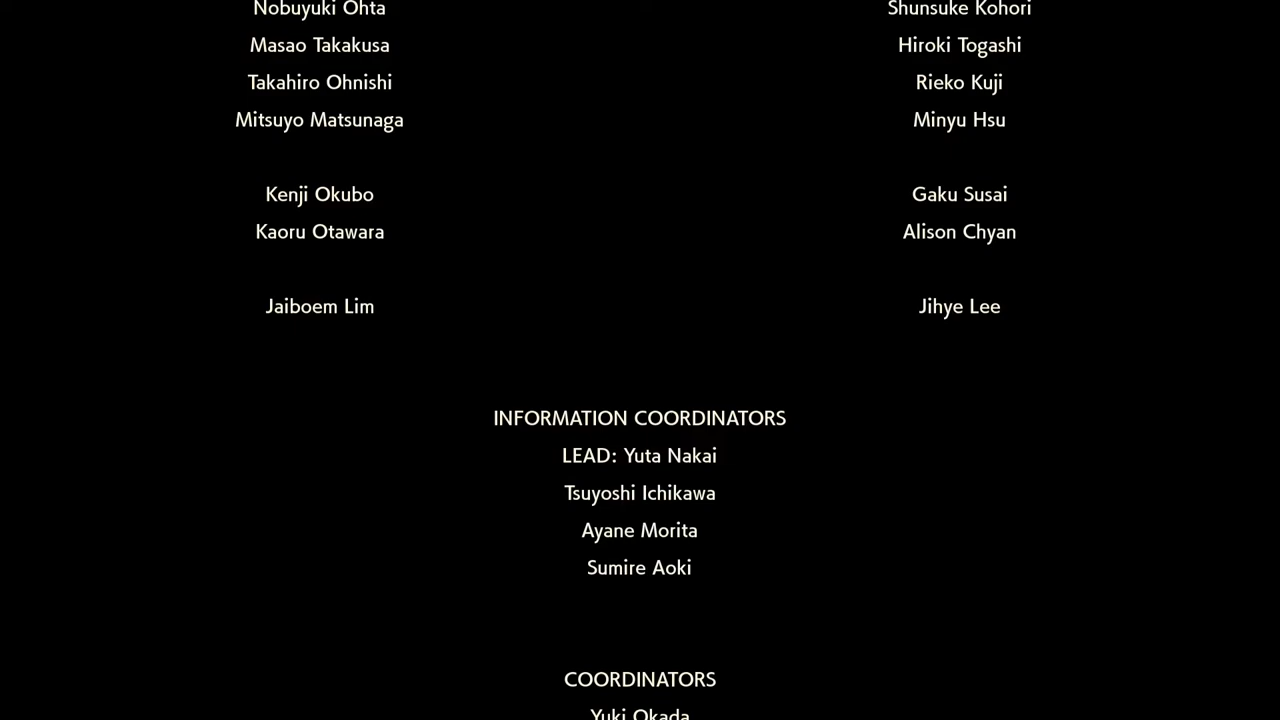 Nobuyuki Ohta Shunsuke Kohori
Masao Takakusa Hiroki Togashi
Takahiro Ohnishi Rieko Kuji
Mitsuyo Matsunaga Minyu Hsu
Kenji Okubo Gaku Susai
Kaoru Otawara Alison Chyan
Jaiboem Lim Jihye Lee
INFORMATION COORDINATORS
LEAD: Yuta Nakai
Tsuyoshi Ichikawa
Ayane Morita
Sumire Aoki
COORDINATORS
Yuki Okada